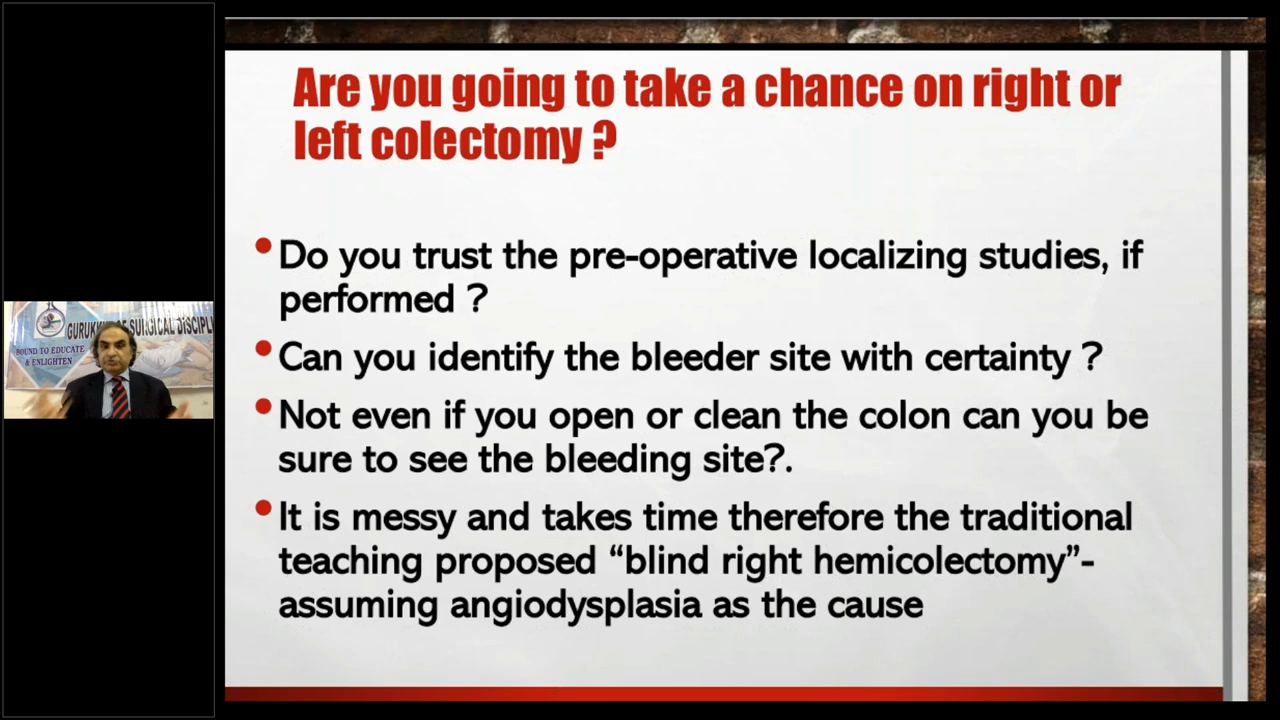 Are you going to take a chance on right or
left colectomy ?
•Do you trust the pre-operative localizing studies, if
performed ?
•Can you identify the bleeder site with certainty ?
•Not even if you open or clean the colon can you be
sure to see the bleeding site?.
•It is messy and takes time therefore the traditional
teaching proposed “blind right hemicolectomy”-
assuming angiodysplasia as the cause
SURGICAL
BOUND TO EDUCATE
& ENLIGHTEN